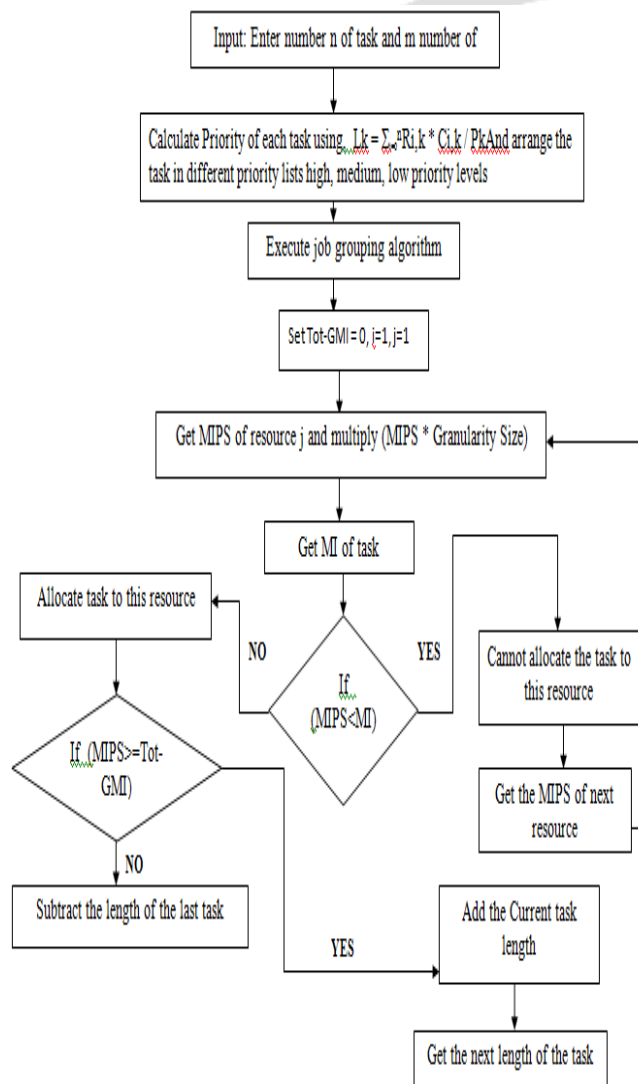 Input: Enter number n of task and m number of
Calculate Priority of each task using, Lk = Σᵢ₌₀ⁿRi,k * Ci,k / PkAnd arrange the
task in different priority lists high, medium, low priority levels
Execute job grouping algorithm
Set Tot-GMI = 0, i=1, j=1
Get MIPS of resource j and multiply (MIPS * Granularity Size)
Get MI of task
Allocate task to this resource
NO
YES
If
(MIPS<MI)
Cannot allocate the task to
this resource
If (MIPS>=Tot-
GMI)
Get the MIPS of next
resource
NO
Subtract the length of the last task
YES
Add the Current task
length
Get the next length of the task